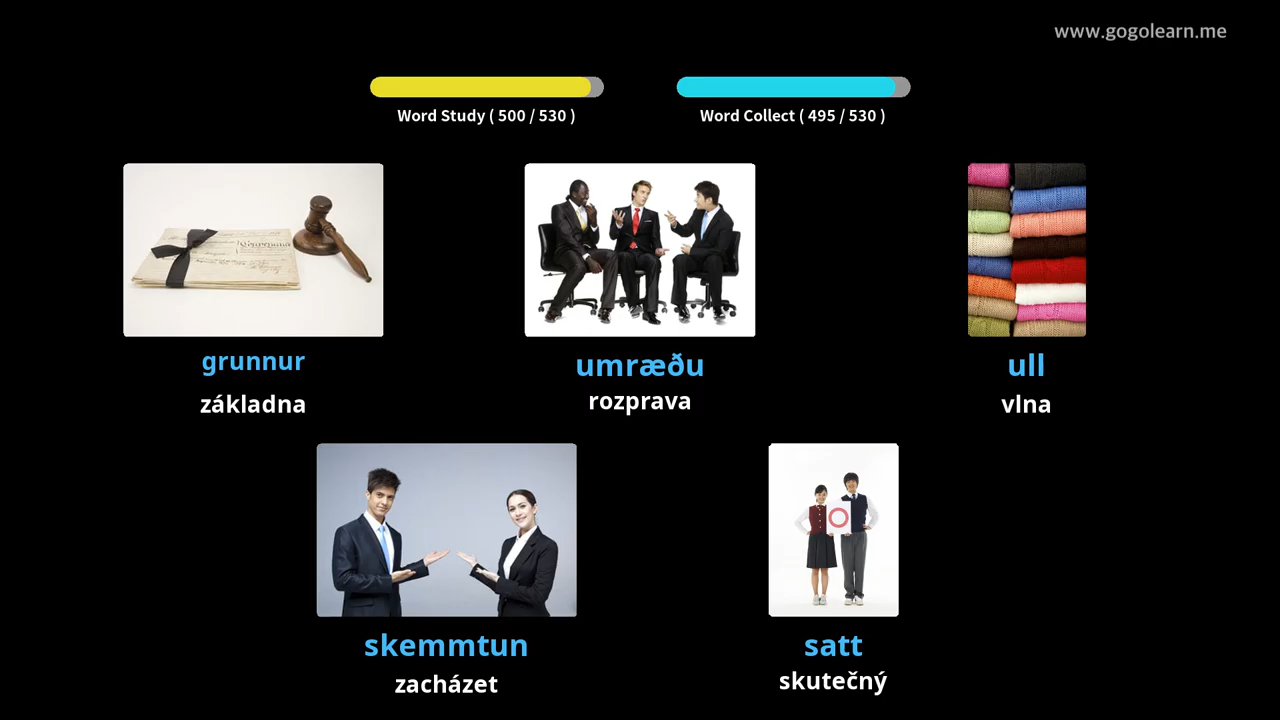 www.gogolearn.me
Word Study ( 500 / 530 )
Word Collect ( 495 / 530 )
grunnur
základna
umræðu
rozprava
ull
vlna
skemmtun
zacházet
satt
skutečný